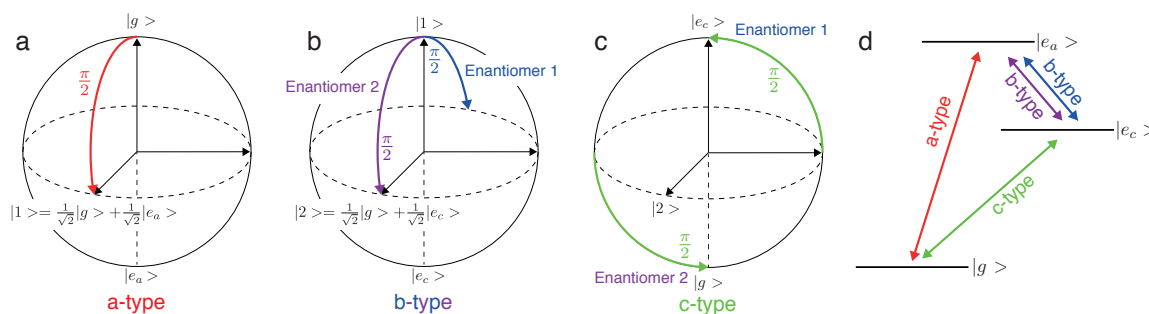 a
|g >
π/2
|1 >= 1/√2 |g > + 1/√2 |e_a >
|e_a >
a-type
b
|1 >
π/2
Enantiomer 1
Enantiomer 2
π/2
|2 >= 1/√2 |g > + 1/√2 |e_c >
|e_c >
b-type
c
|e_c >
Enantiomer 1
π/2
|2 >
π/2
Enantiomer 2
|g >
c-type
d
|e_a >
b-type
b-type
a-type
|e_c >
c-type
|g >